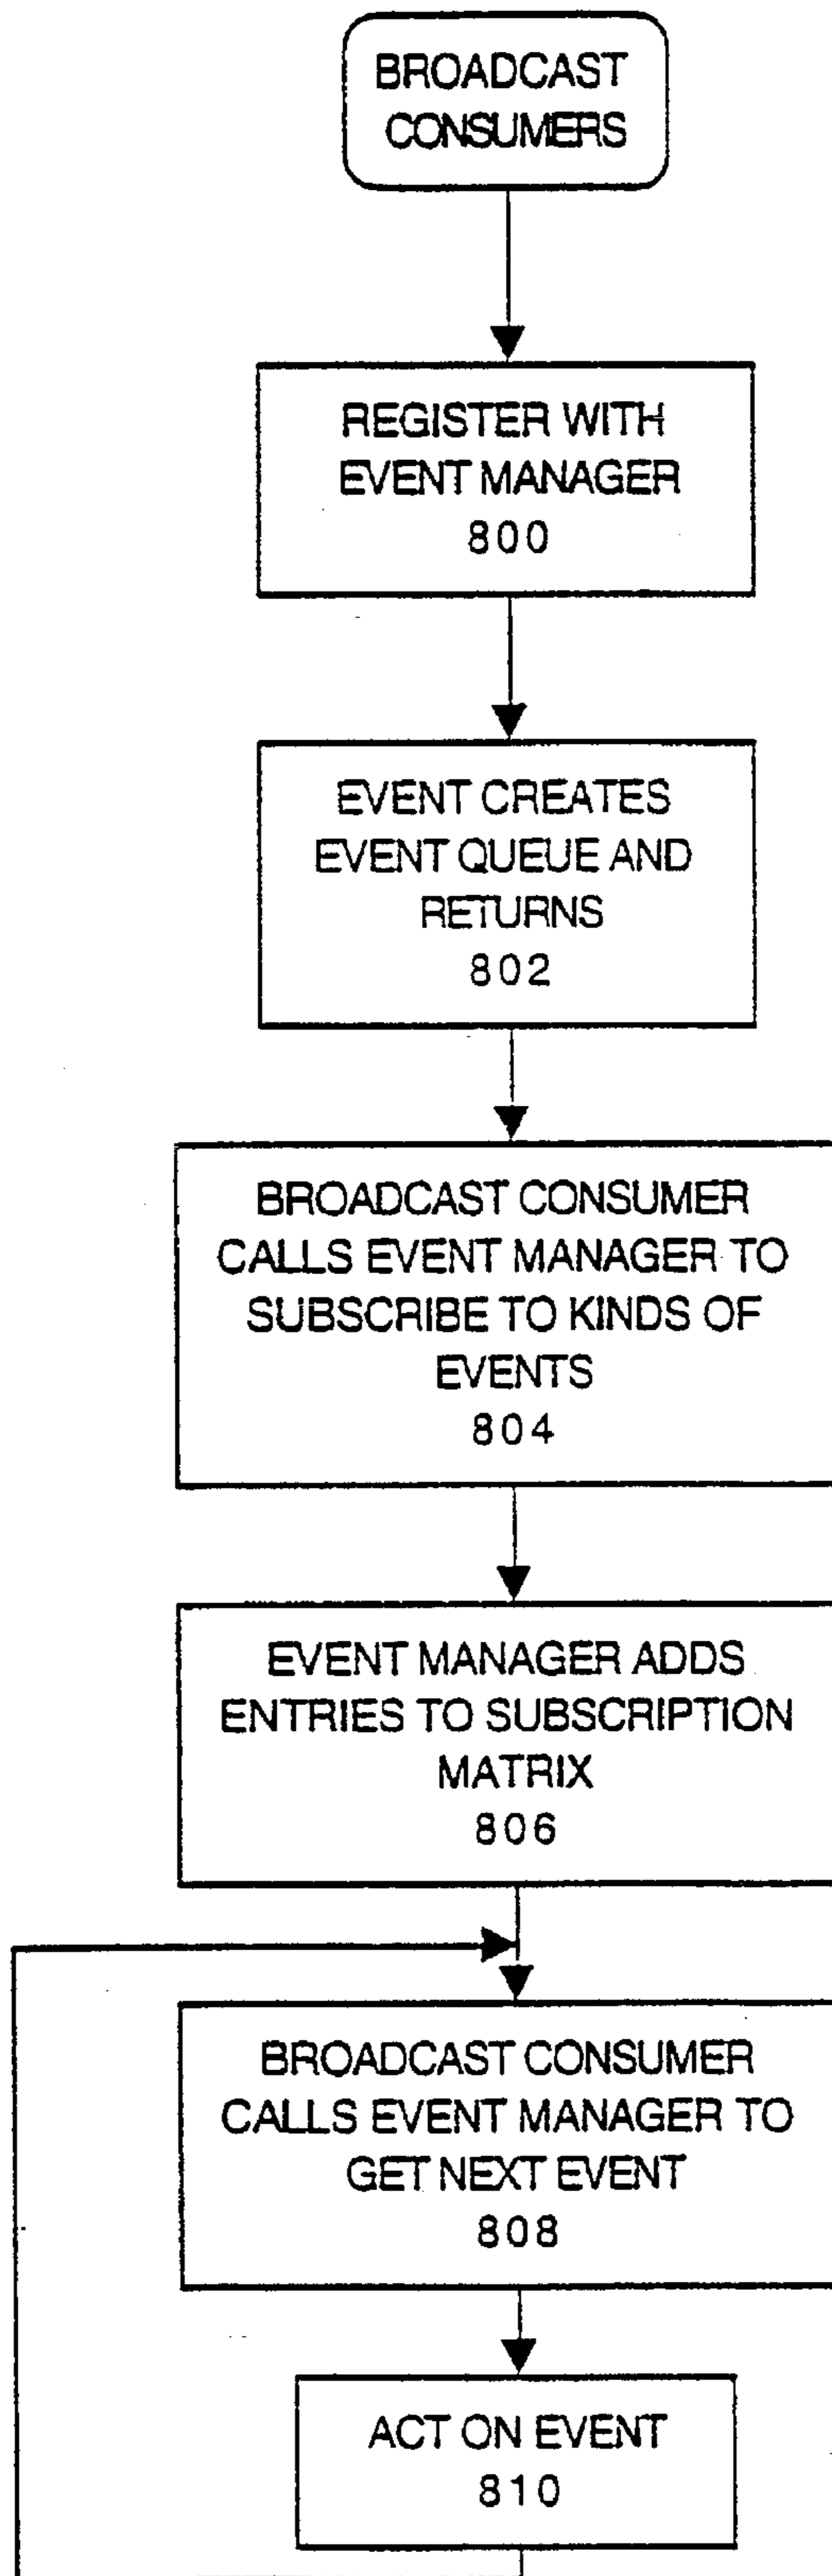 BROADCAST
CONSUMERS
REGISTER WITH
EVENT MANAGER
800
EVENT CREATES
EVENT QUEUE AND
RETURNS
802
BROADCAST CONSUMER
CALLS EVENT MANAGER TO
SUBSCRIBE TO KINDS OF
EVENTS
804
EVENT MANAGER ADDS
ENTRIES TO SUBSCRIPTION
MATRIX
806
BROADCAST CONSUMER
CALLS EVENT MANAGER TO
GET NEXT EVENT
808
ACT ON EVENT
810